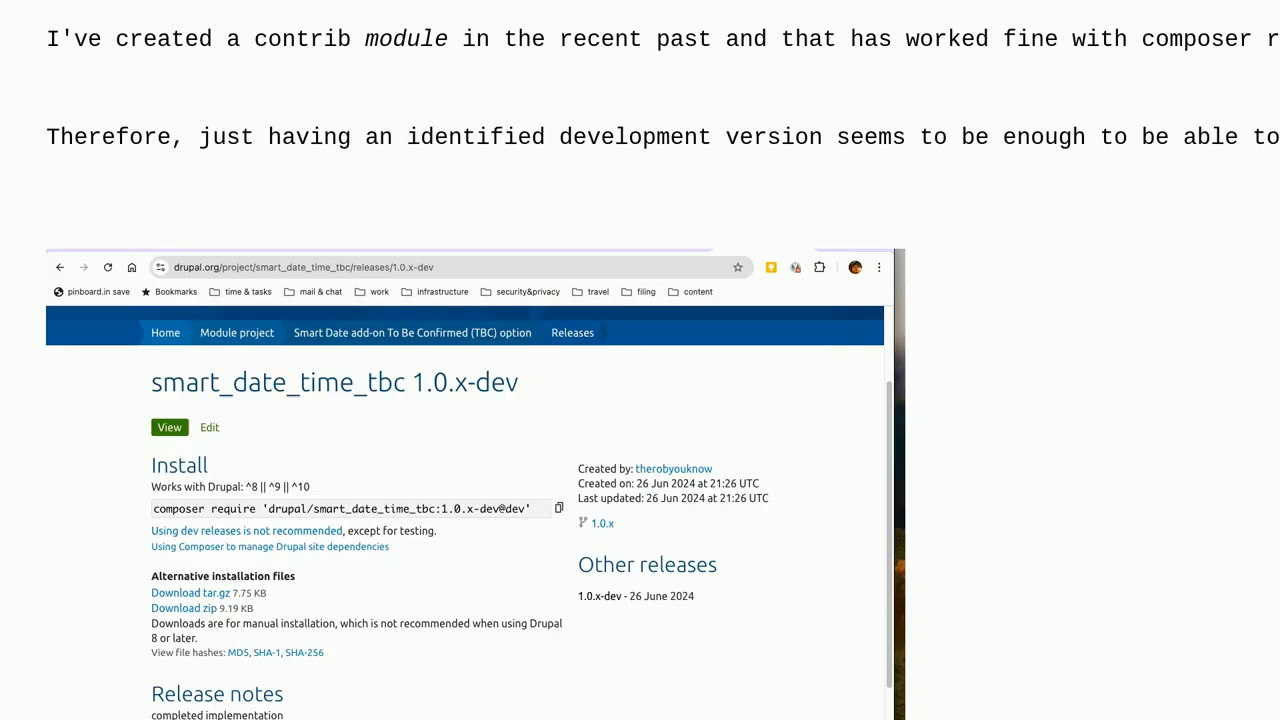 I've created a contrib module in the recent past and that has worked fine with composer
Therefore, just having an identified development version seems to be enough to be able to
drupal.org/project/smart_date_time_tbc/releases/1.0.x-dev
pinboard.in save Bookmarks time & tasks mail & chat work infrastructure security&privacy travel filing content
Home Module project Smart Date add-on To Be Confirmed (TBC) option Releases
smart_date_time_tbc 1.0.x-dev
View Edit
Install
Works with Drupal: ^8 || ^9 || ^10
composer require 'drupal/smart_date_time_tbc:1.0.x-dev@dev'
Using dev releases is not recommended, except for testing.
Using Composer to manage Drupal site dependencies
Alternative installation files
Download tar.gz 7.75 KB
Download zip 9.19 KB
Downloads are for manual installation, which is not recommended when using Drupal
8 or later.
View file hashes: MD5, SHA-1, SHA-256
Release notes
completed implementation
Created by: therobyouknow
Created on: 26 Jun 2024 at 21:26 UTC
Last updated: 26 Jun 2024 at 21:26 UTC
1.0.x
Other releases
1.0.x-dev - 26 June 2024